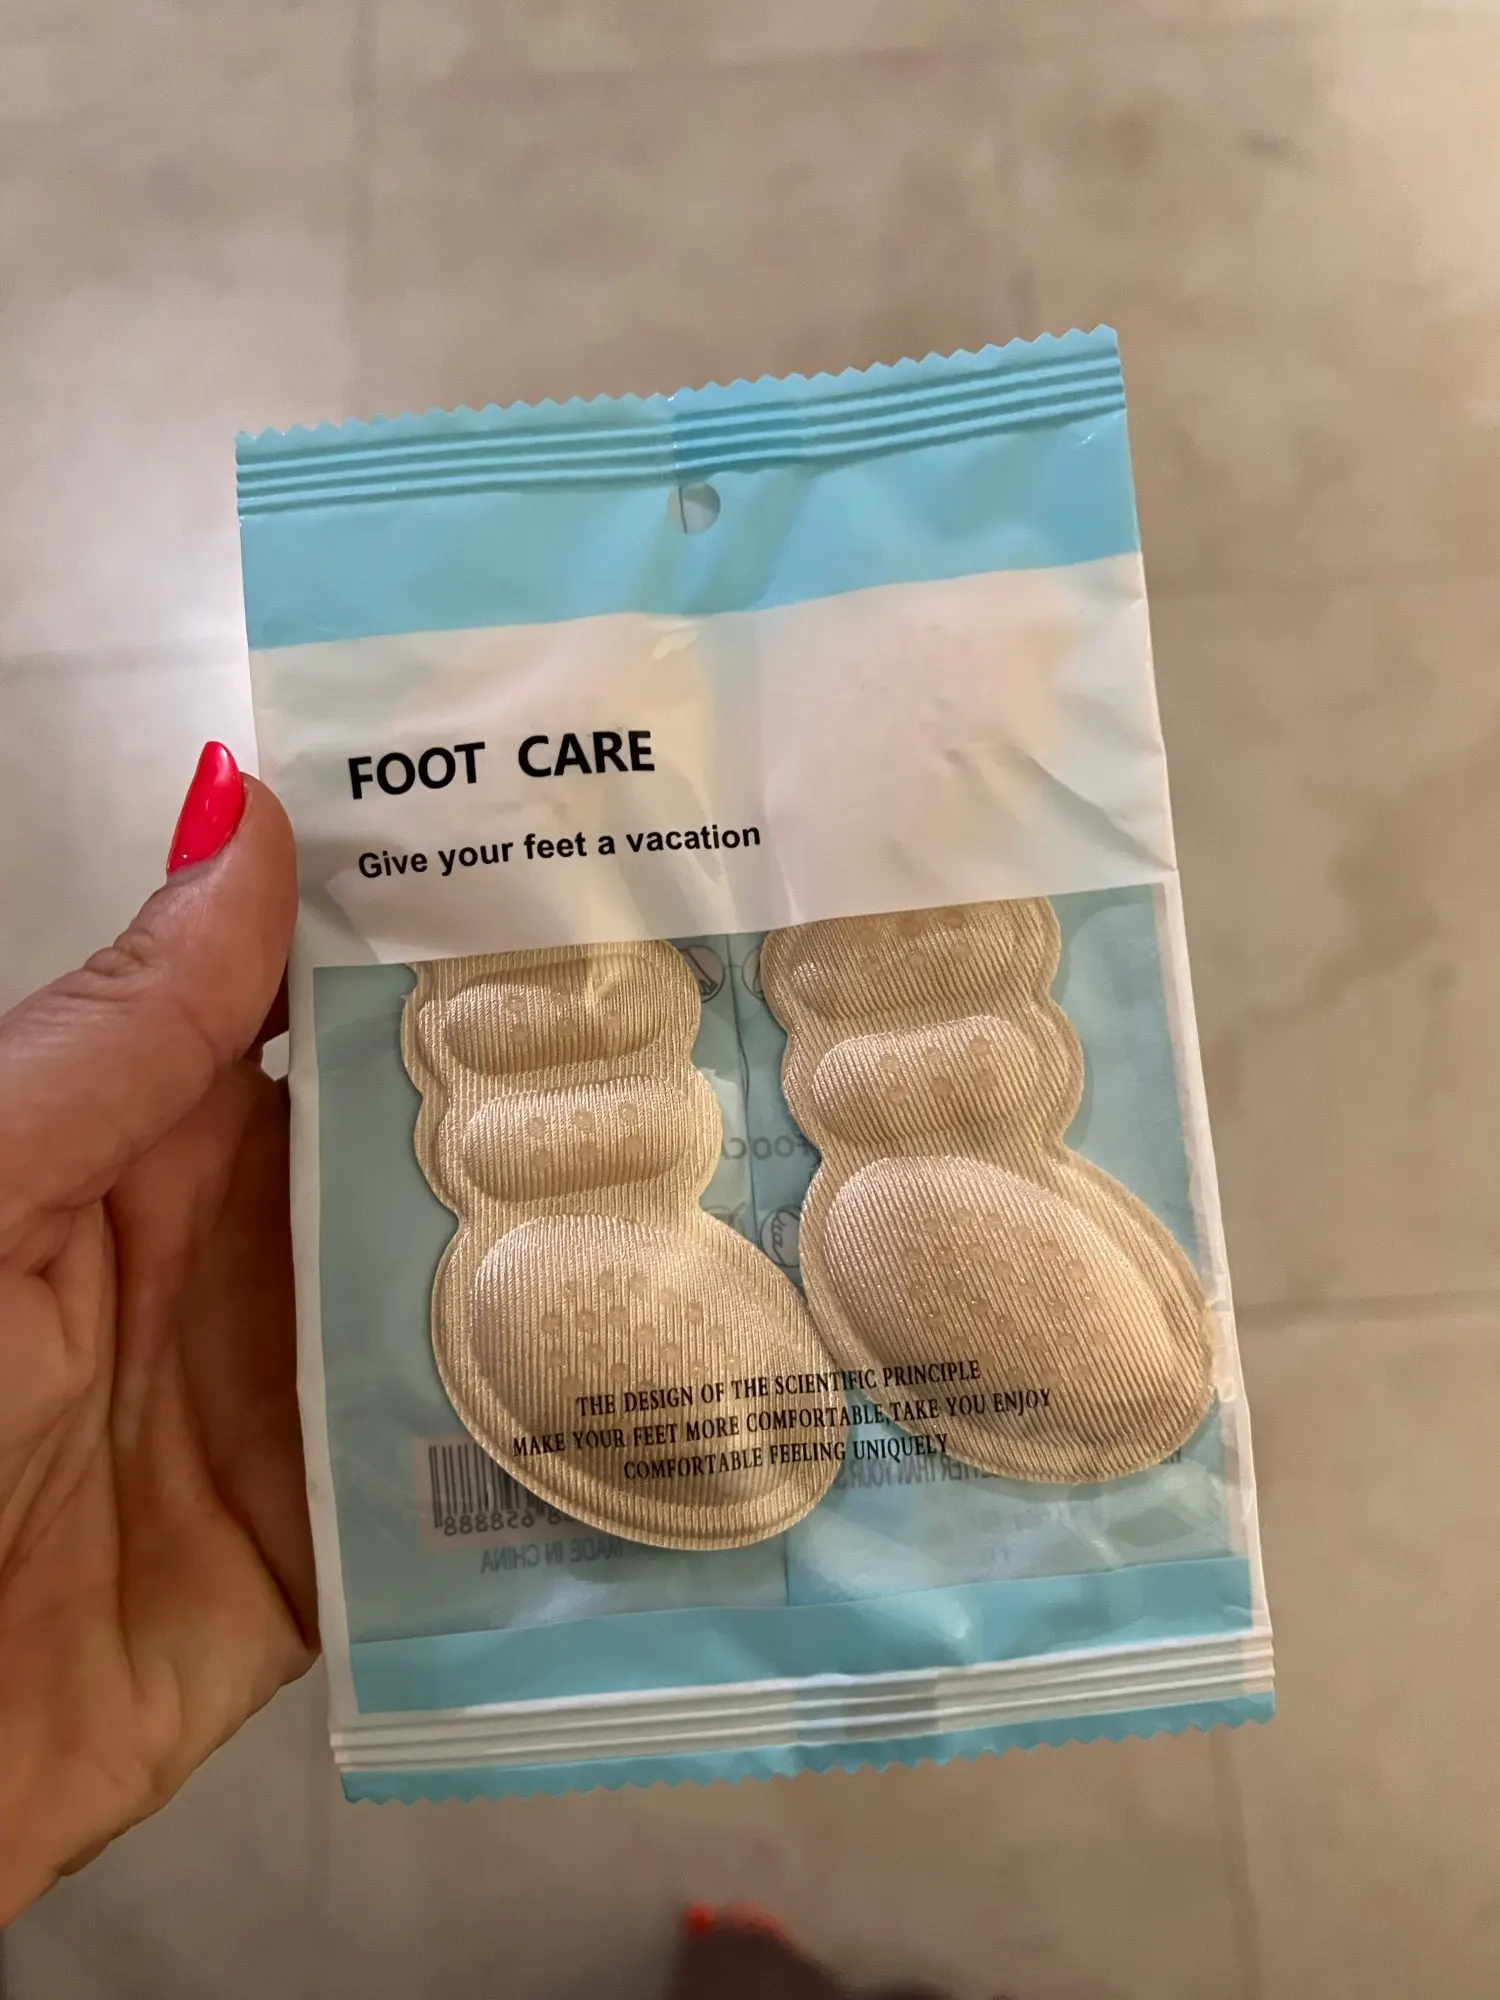 FOOT CARE
Give your feet a vacation
THE DESIGN OF THE SCIENTIFIC PRINCIPLE
MAKE YOUR FEET MORE COMFORTABLE,TAKE YOU ENJOY
COMFORTABLE FEELING UNIQUELY
MADE IN CHINA